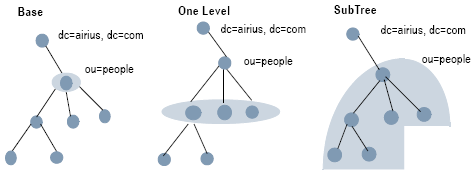 Base
One Level
SubTree
dc=airius, dc=com
dc=airius, dc=com
dc=airius, dc=com
ou=people
ou=people
ou=people